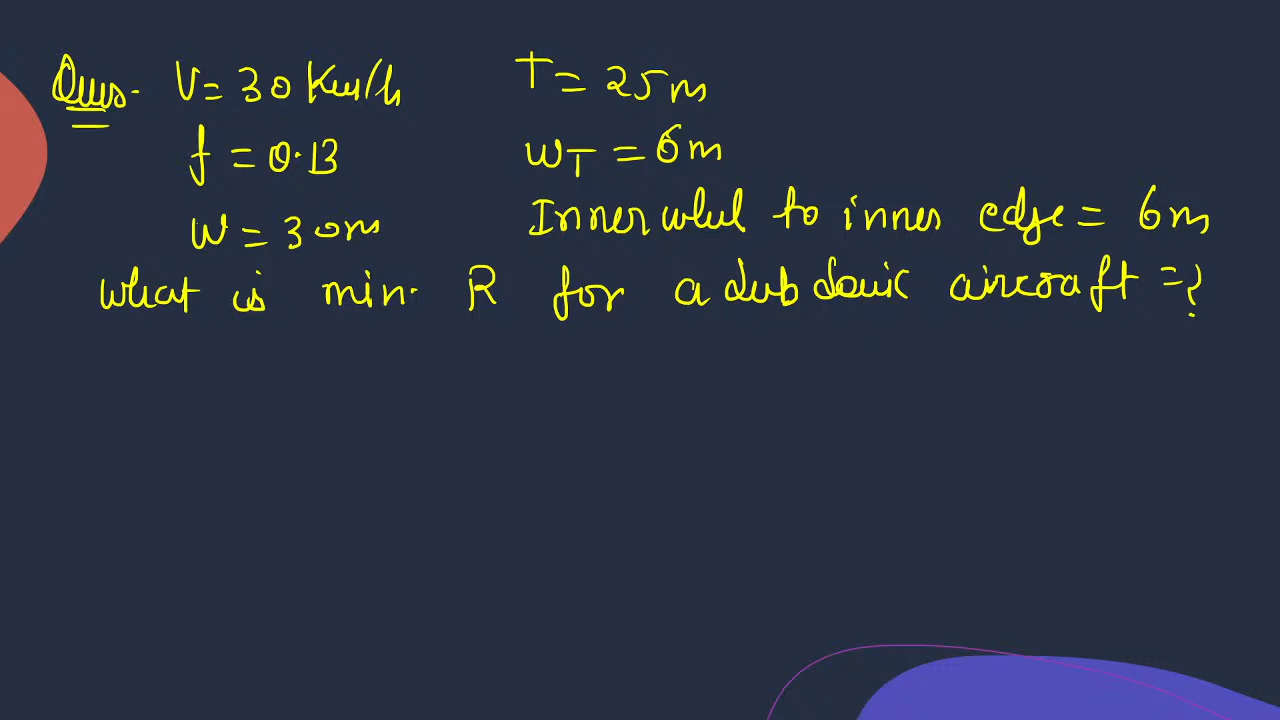 Ques. V = 30 Km/h T = 25m
f = 0.13 WT = 6m
W = 30m Inner wheel to inner edge = 6m
What is min. R for a subsonic aircraft = ?